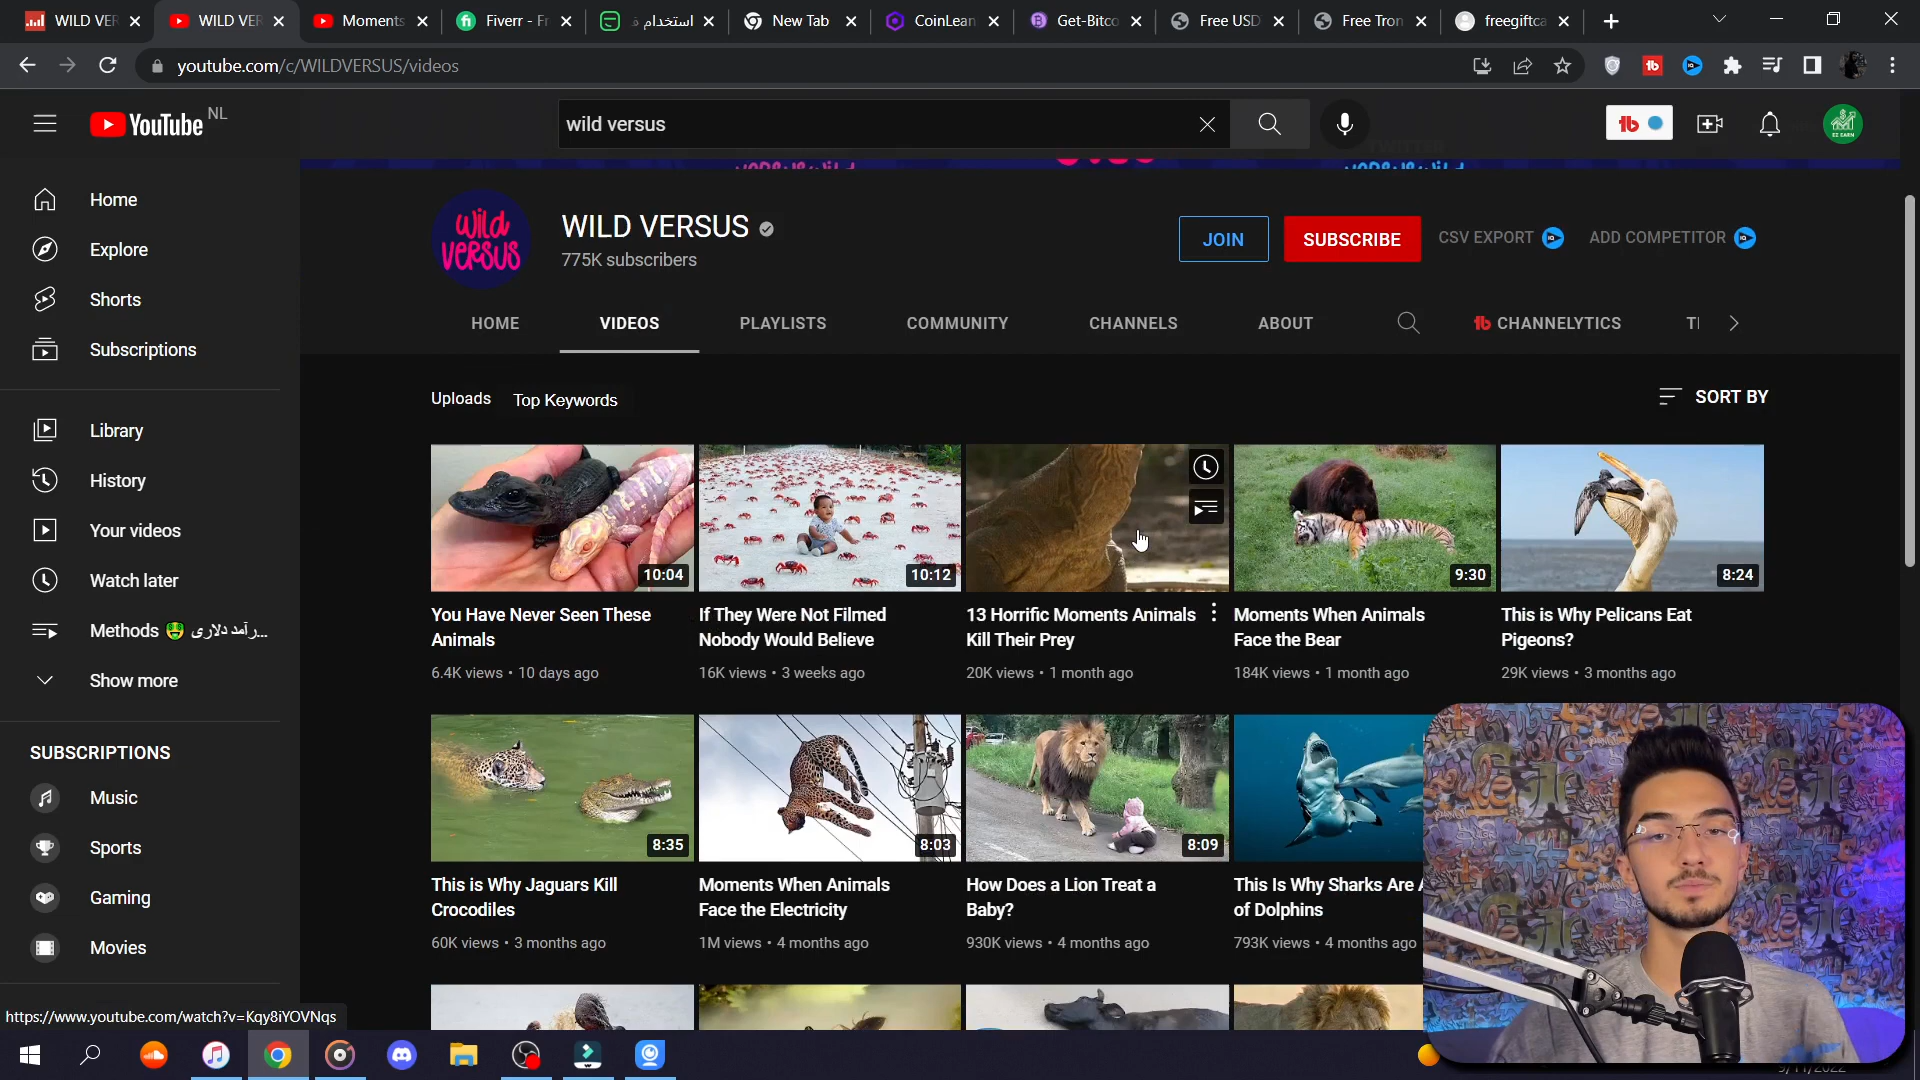 WILD VER
WILD VER
Moments
Fiverr - Fr
استخدام ة
New Tab
CoinLean
Get-Bitco
Free USD
Free Tron
freegiftca
youtube.com/c/WILDVERSUS/videos
YouTube NL
wild versus
Home
Explore
Shorts
Subscriptions
Library
History
Your videos
Watch later
Methods 🤑 رآمد دلاری...
Show more
SUBSCRIPTIONS
Music
Sports
Gaming
Movies
wild versus
WILD VERSUS
775K subscribers
JOIN
SUBSCRIBE
CSV EXPORT
ADD COMPETITOR
HOME
VIDEOS
PLAYLISTS
COMMUNITY
CHANNELS
ABOUT
CHANNELYTICS
Uploads
Top Keywords
SORT BY
10:04
10:12
9:30
8:24
You Have Never Seen These
Animals
6.4K views • 10 days ago
If They Were Not Filmed
Nobody Would Believe
16K views • 3 weeks ago
13 Horrific Moments Animals
Kill Their Prey
20K views • 1 month ago
Moments When Animals
Face the Bear
184K views • 1 month ago
This is Why Pelicans Eat
Pigeons?
29K views • 3 months ago
8:35
8:03
8:09
This is Why Jaguars Kill
Crocodiles
60K views • 3 months ago
Moments When Animals
Face the Electricity
1M views • 4 months ago
How Does a Lion Treat a
Baby?
930K views • 4 months ago
This Is Why Sharks Are
of Dolphins
793K views • 4 months ago
https://www.youtube.com/watch?v=Kqy8iYOVNqs
9/11/2022